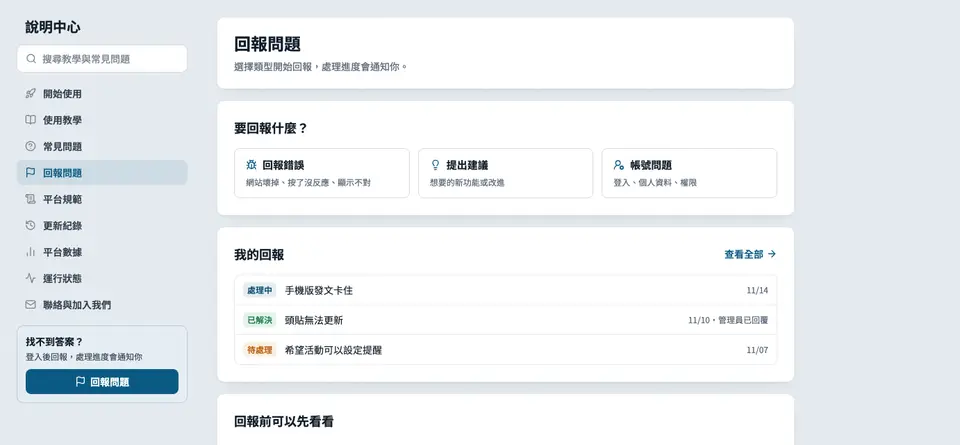 說明中心
搜尋教學與常見問題
開始使用
使用教學
常見問題
回報問題
平台規範
更新紀錄
平台數據
運行狀態
聯絡與加入我們
找不到答案？
登入後回報，處理進度會通知你
回報問題
回報問題
選擇類型開始回報，處理進度會通知你。
要回報什麼？
回報錯誤
網站壞掉、按了沒反應、顯示不對
提出建議
想要的新功能或改進
帳號問題
登入、個人資料、權限
我的回報
查看全部
處理中 手機版發文卡住 11/14
已解決 頭貼無法更新 11/10・管理員已回覆
待處理 希望活動可以設定提醒 11/07
回報前可以先看看